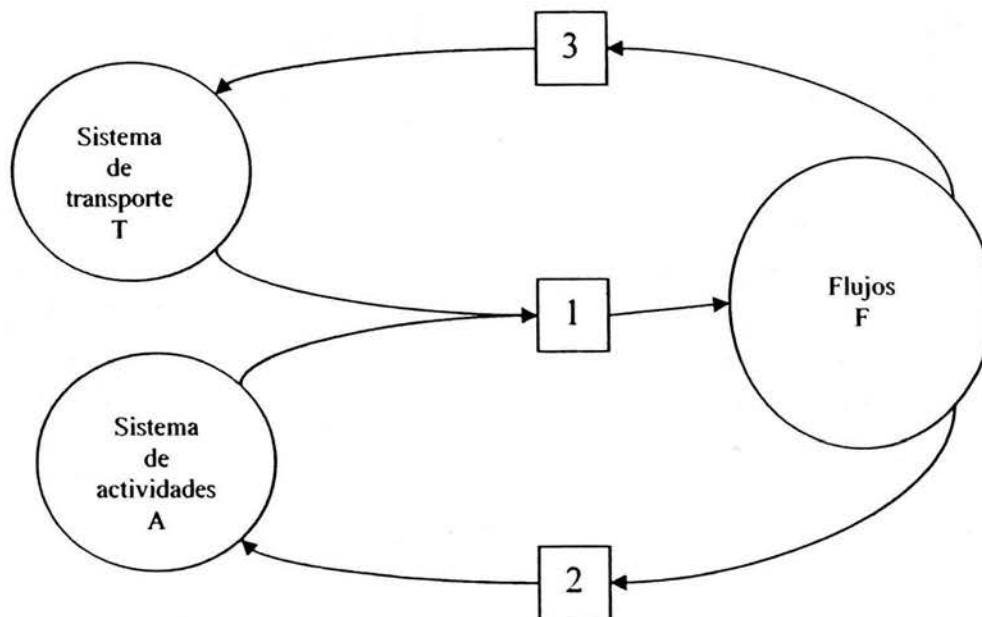 3
Sistema
de
transporte
T
1
Flujos
F
Sistema
de
actividades
A
2